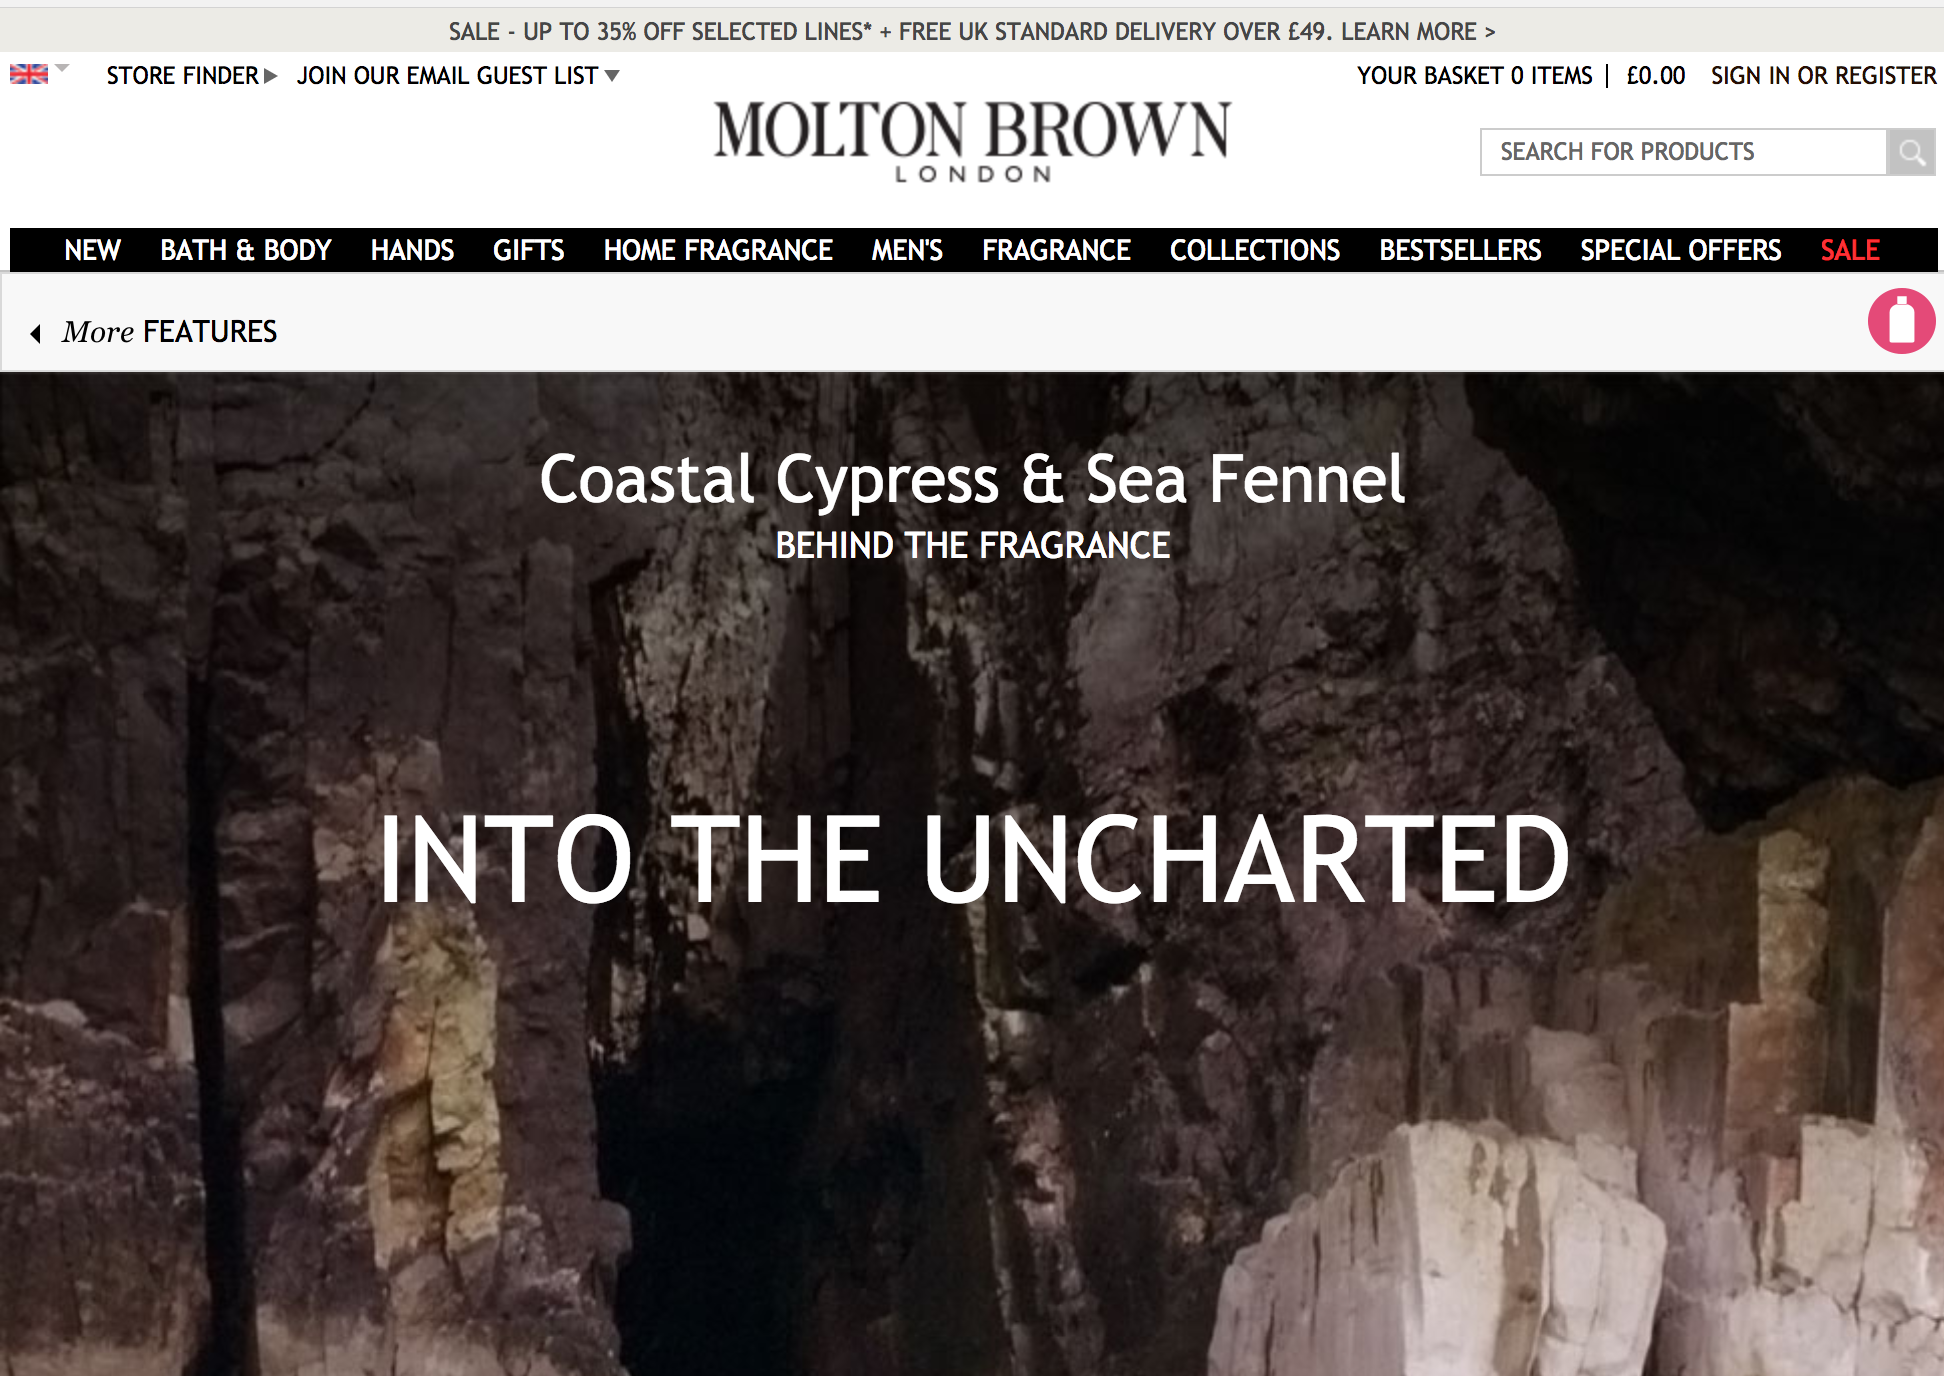 SALE - UP TO 35% OFF SELECTED LINES* + FREE UK STANDARD DELIVERY OVER £49. LEARN MORE >
STORE FINDER JOIN OUR EMAIL GUEST LIST YOUR BASKET 0 ITEMS | £0.00 SIGN IN OR REGISTER
MOLTON BROWN
LONDON
SEARCH FOR PRODUCTS
NEW BATH & BODY HANDS GIFTS HOME FRAGRANCE MEN'S FRAGRANCE COLLECTIONS BESTSELLERS SPECIAL OFFERS SALE
More FEATURES
Coastal Cypress & Sea Fennel
BEHIND THE FRAGRANCE
INTO THE UNCHARTED